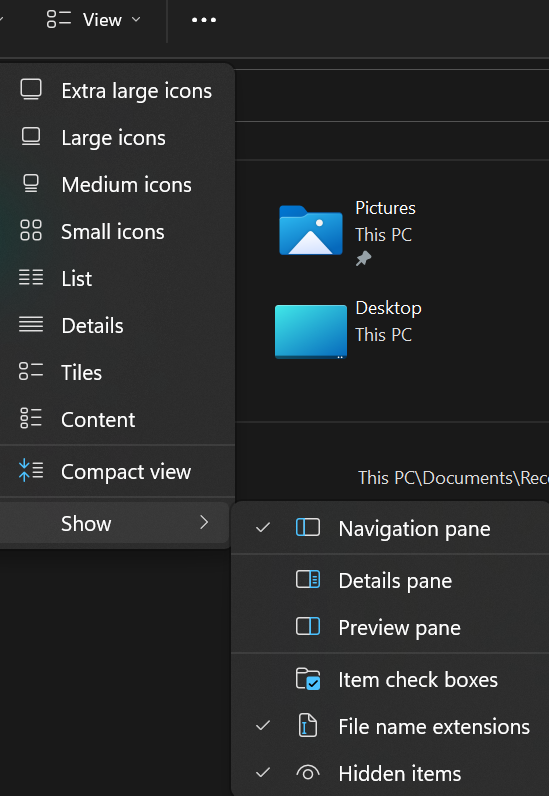 View
Extra large icons
Large icons
Medium icons
Small icons
List
Details
Tiles
Content
Compact view
Show
Pictures
This PC
Desktop
This PC
This PC\Documents\Rec
Navigation pane
Details pane
Preview pane
Item check boxes
File name extensions
Hidden items